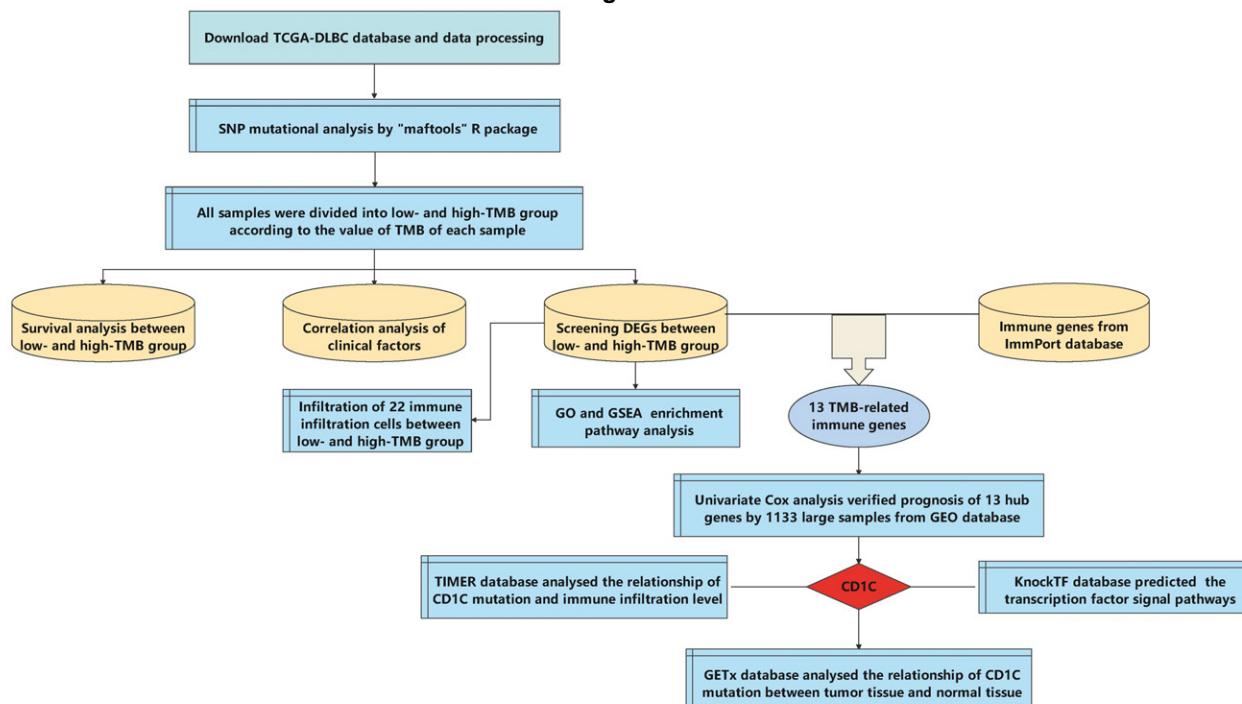 Download TCGA-DLBC database and data processing
SNP mutational analysis by "maftools" R package
All samples were divided into low- and high-TMB group
according to the value of TMB of each sample
Survival analysis between
low- and high-TMB group
Correlation analysis of
clinical factors
Screening DEGs between
low- and high-TMB group
Immune genes from
ImmPort database
Infiltration of 22 immune
infiltration cells between
low- and high-TMB group
GO and GSEA enrichment
pathway analysis
13 TMB-related
immune genes
Univariate Cox analysis verified prognosis of 13 hub
genes by 1133 large samples from GEO database
TIMER database analysed the relationship of
CD1C mutation and immune infiltration level
CD1C
KnockTF database predicted the
transcription factor signal pathways
GETx database analysed the relationship of CD1C
mutation between tumor tissue and normal tissue